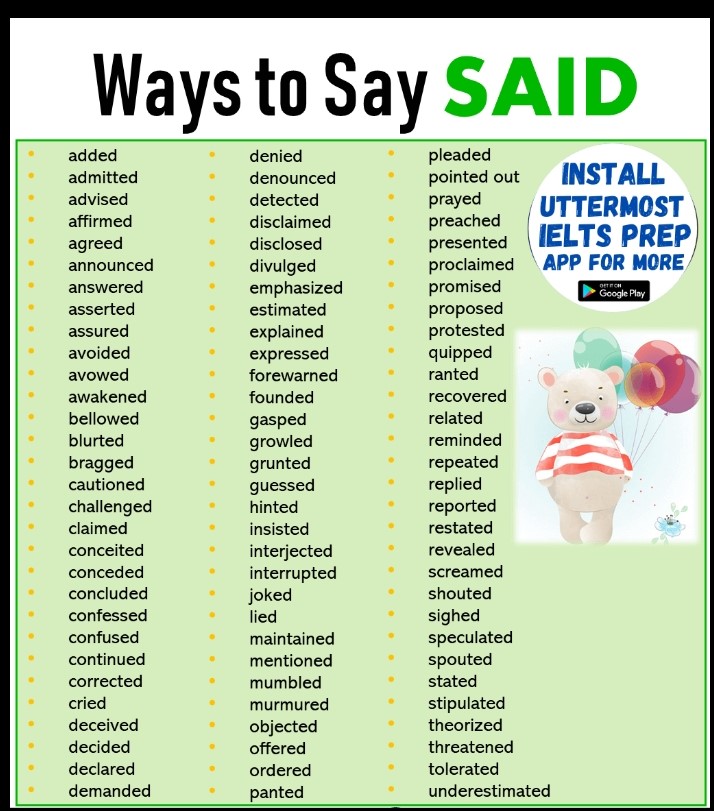 Ways to Say SAID
added
admitted
advised
affirmed
agreed
announced
answered
asserted
assured
avoided
avowed
awakened
bellowed
blurted
bragged
cautioned
challenged
claimed
conceited
conceded
concluded
confessed
confused
continued
corrected
cried
deceived
decided
declared
demanded
denied
denounced
detected
disclaimed
disclosed
divulged
emphasized
estimated
explained
expressed
forewarned
founded
gasped
growled
grunted
guessed
hinted
insisted
interjected
interrupted
joked
lied
maintained
mentioned
mumbled
murmured
objected
offered
ordered
panted
pleaded
pointed out
prayed
preached
presented
proclaimed
promised
proposed
protested
quipped
ranted
recovered
related
reminded
repeated
replied
reported
restated
revealed
screamed
shouted
sighed
speculated
spouted
stated
stipulated
theorized
threatened
tolerated
underestimated
INSTALL
UTTERMOST
IELTS PREP
APP FOR MORE
GET IT ON
Google Play